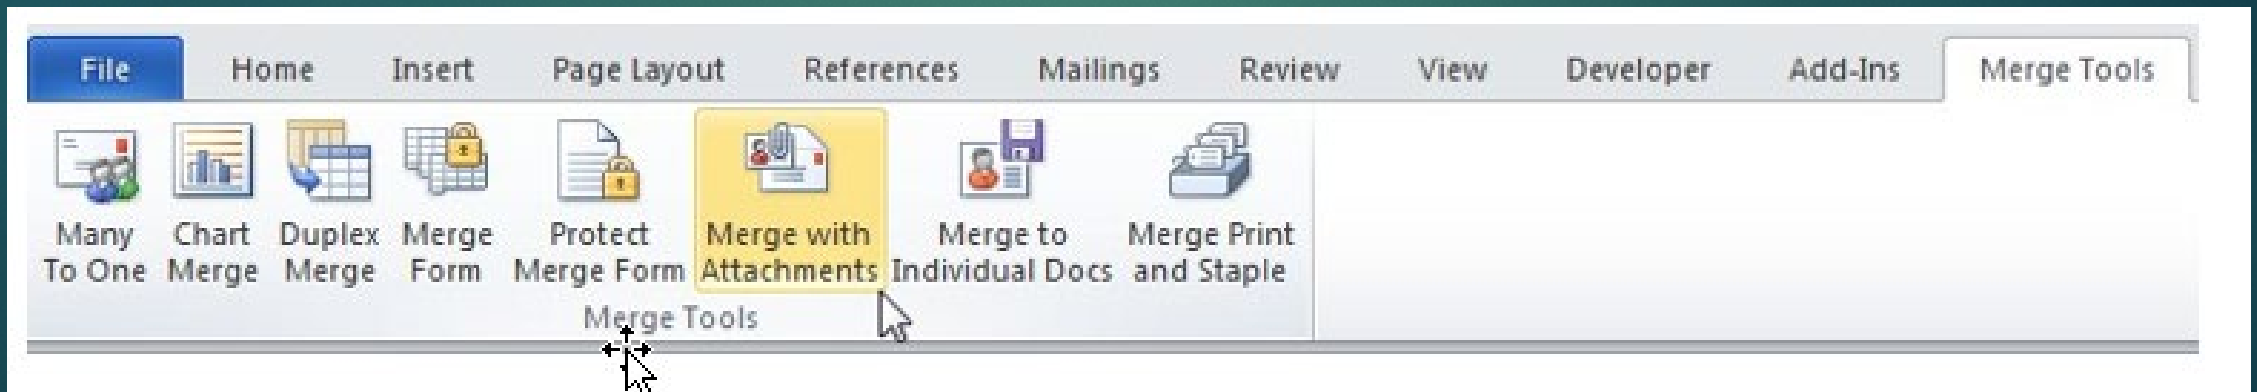 File Home Insert Page Layout References Mailings Review View Developer Add-Ins Merge Tools
Many Chart Duplex Merge Protect Merge with Merge to Merge Print
To One Merge Merge Form Merge Form Attachments Individual Docs and Staple
Merge Tools